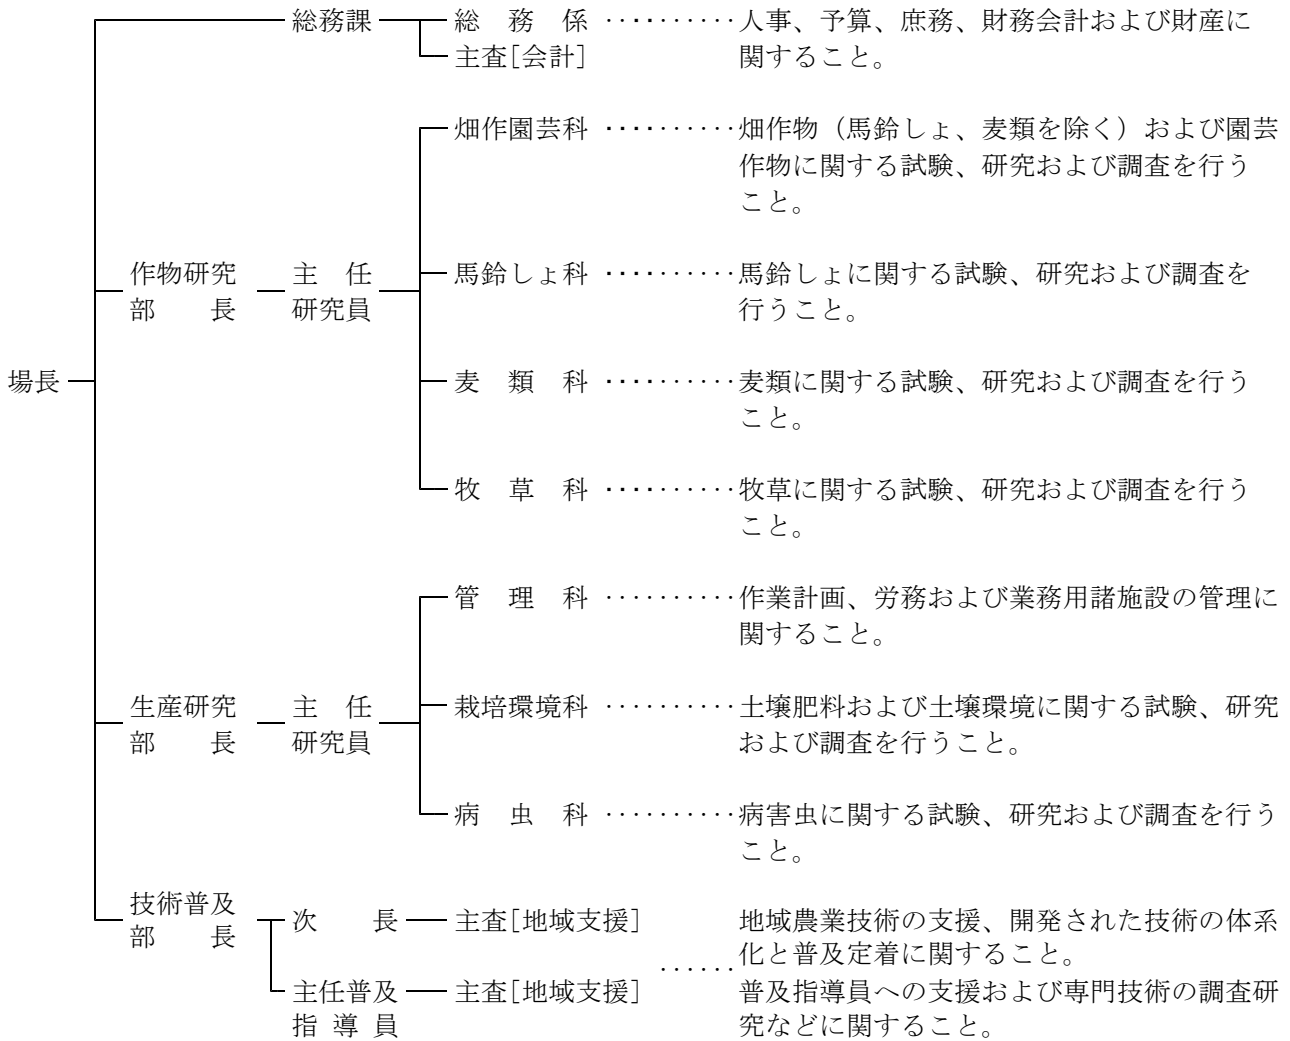 総務課 総務係 ‥‥‥‥‥ 人事、予算、庶務、財務会計および財産に
主査[会計] 関すること。
畑作園芸科 ‥‥‥‥‥ 畑作物（馬鈴しょ、麦類を除く）および園芸
作物に関する試験、研究および調査を行う
こと。
作物研究 主任 馬鈴しょ科 ‥‥‥‥‥ 馬鈴しょに関する試験、研究および調査を
部長 研究員 行うこと。
場長 麦類科 ‥‥‥‥‥ 麦類に関する試験、研究および調査を行う
こと。
牧草科 ‥‥‥‥‥ 牧草に関する試験、研究および調査を行う
こと。
管理科 ‥‥‥‥‥ 作業計画、労務および業務用諸施設の管理に
関すること。
生産研究 主任 栽培環境科 ‥‥‥‥‥ 土壌肥料および土壌環境に関する試験、研究
部長 研究員 および調査を行うこと。
病虫科 ‥‥‥‥‥ 病害虫に関する試験、研究および調査を行う
こと。
技術普及 次長 主査[地域支援] 地域農業技術の支援、開発された技術の体系
部長 化と普及定着に関すること。
主任普及 主査[地域支援] ‥‥‥ 普及指導員への支援および専門技術の調査研
指導員 究などに関すること。